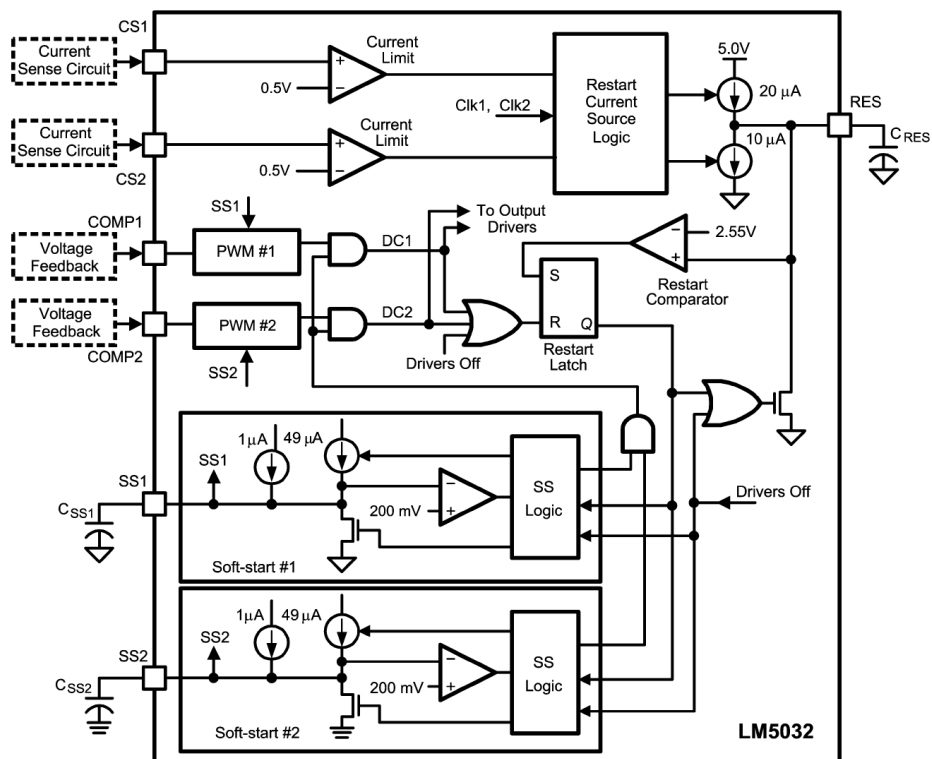 CS1
Current
Sense Circuit
+
Current
Limit
0.5V
−
Clk1, Clk2
Restart
Current
Source
Logic
5.0V
20 µA
RES
10 µA
C RES
Current
Sense Circuit
+
Current
Limit
0.5V
−
CS2
COMP1
Voltage
Feedback
SS1
PWM #1
DC1
To Output
Drivers
−
2.55V
+
Restart
Comparator
S
R
Q
Restart
Latch
Voltage
Feedback
PWM #2
DC2
COMP2
SS2
Drivers Off
1µA
49 µA
SS1
SS1
CSS1
−
200 mV
+
SS
Logic
Drivers Off
Soft-start #1
1µA
49 µA
SS2
SS2
CSS2
−
200 mV
+
SS
Logic
Soft-start #2
LM5032